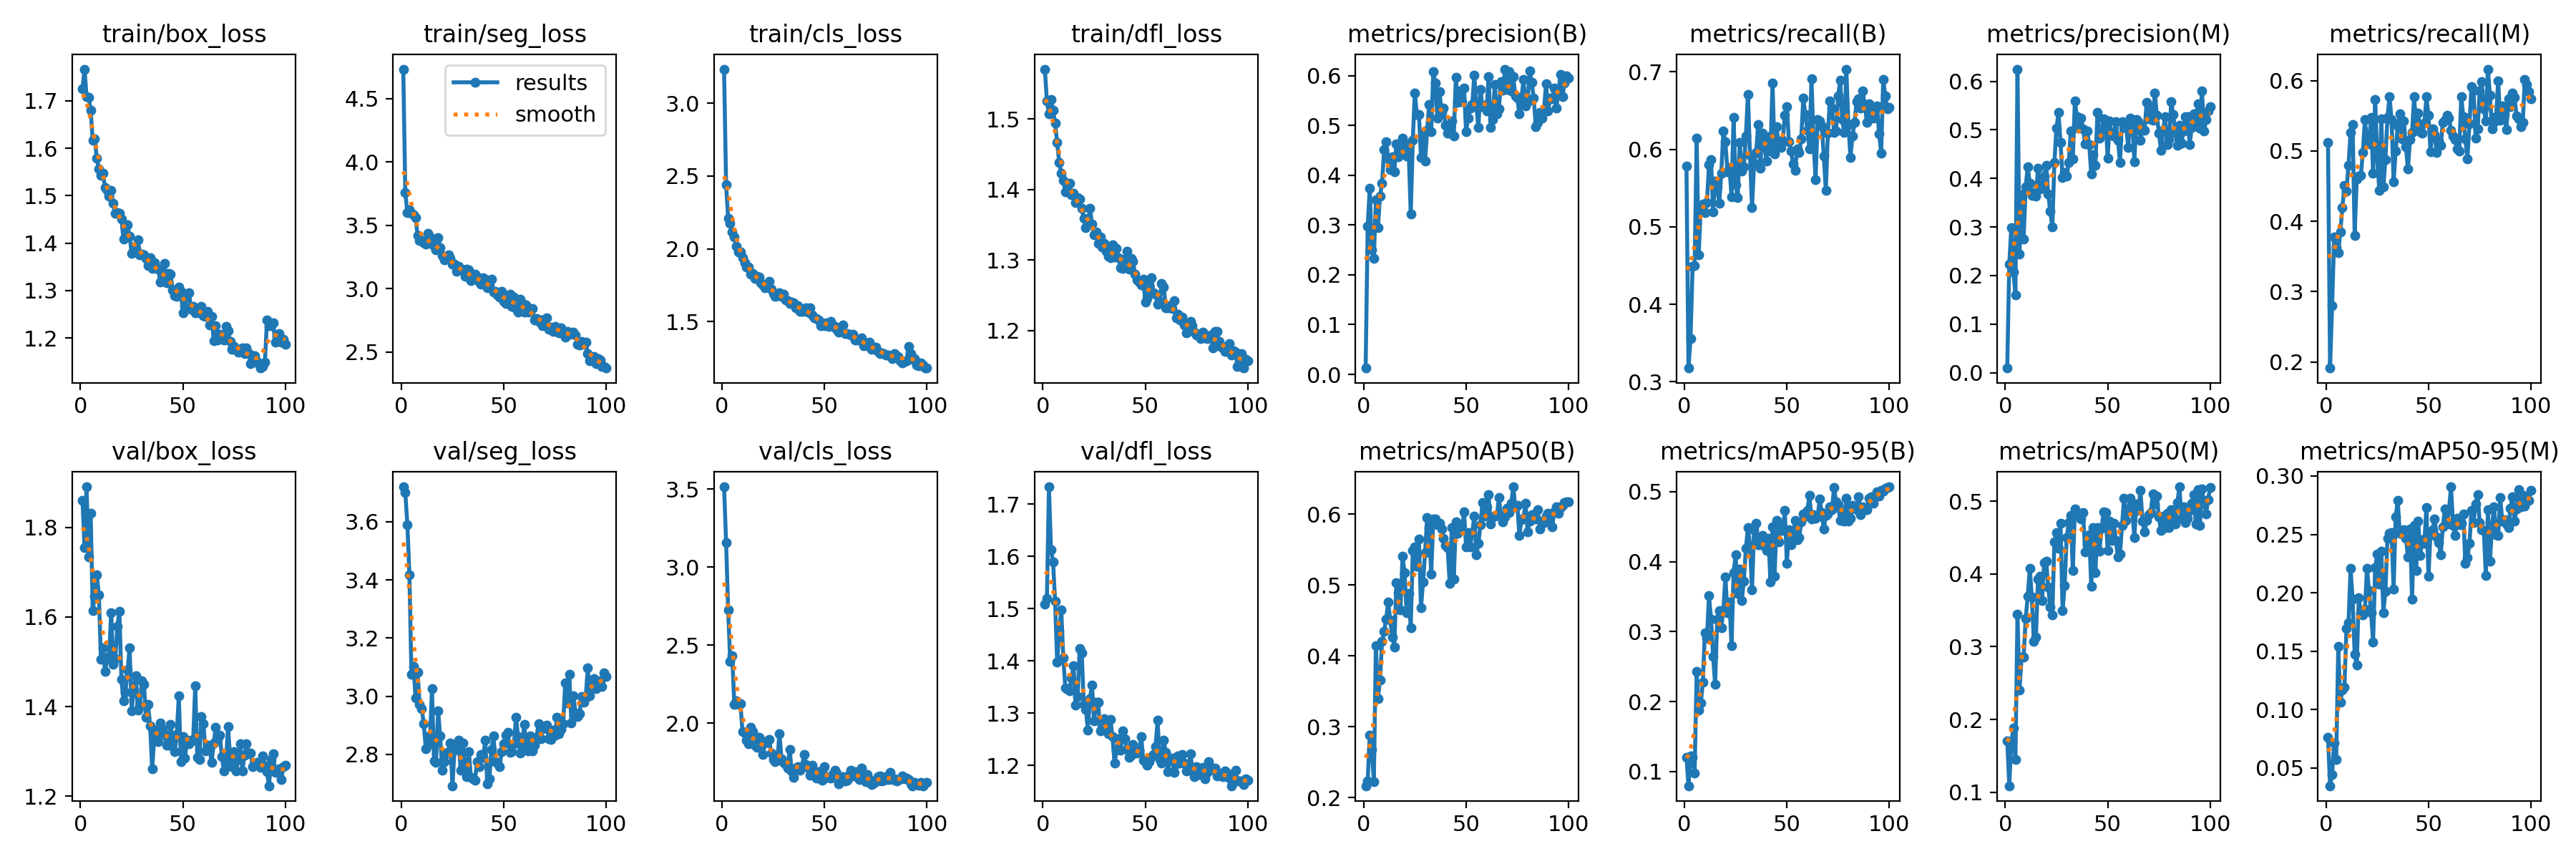 train/box_loss
1.7
1.6
1.5
1.4
1.3
1.2
0 50 100
train/seg_loss
results
smooth
4.5
4.0
3.5
3.0
2.5
0 50 100
train/cls_loss
3.0
2.5
2.0
1.5
0 50 100
train/dfl_loss
1.5
1.4
1.3
1.2
0 50 100
metrics/precision(B)
0.6
0.5
0.4
0.3
0.2
0.1
0.0
0 50 100
metrics/recall(B)
0.7
0.6
0.5
0.4
0.3
0 50 100
metrics/precision(M)
0.6
0.5
0.4
0.3
0.2
0.1
0.0
0 50 100
metrics/recall(M)
0.6
0.5
0.4
0.3
0.2
0 50 100
val/box_loss
1.8
1.6
1.4
1.2
0 50 100
val/seg_loss
3.6
3.4
3.2
3.0
2.8
0 50 100
val/cls_loss
3.5
3.0
2.5
2.0
0 50 100
val/dfl_loss
1.7
1.6
1.5
1.4
1.3
1.2
0 50 100
metrics/mAP50(B)
0.6
0.5
0.4
0.3
0.2
0 50 100
metrics/mAP50-95(B)
0.5
0.4
0.3
0.2
0.1
0 50 100
metrics/mAP50(M)
0.5
0.4
0.3
0.2
0.1
0 50 100
metrics/mAP50-95(M)
0.30
0.25
0.20
0.15
0.10
0.05
0 50 100